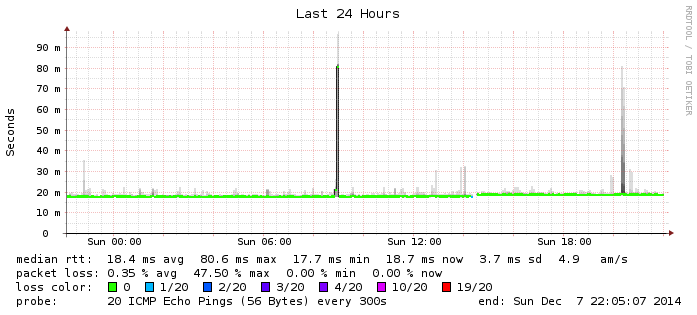 Last 24 Hours
RRDTOOL / TOBI OETIKER
Seconds
90 m
80 m
70 m
60 m
50 m
40 m
30 m
20 m
10 m
0
Sun 00:00 Sun 06:00 Sun 12:00 Sun 18:00
median rtt: 18.4 ms avg 80.6 ms max 17.7 ms min 18.7 ms now 3.7 ms sd 4.9 am/s
packet loss: 0.35 % avg 47.50 % max 0.00 % min 0.00 % now
loss color: 0 1/20 2/20 3/20 4/20 10/20 19/20
probe: 20 ICMP Echo Pings (56 Bytes) every 300s end: Sun Dec 7 22:05:07 2014